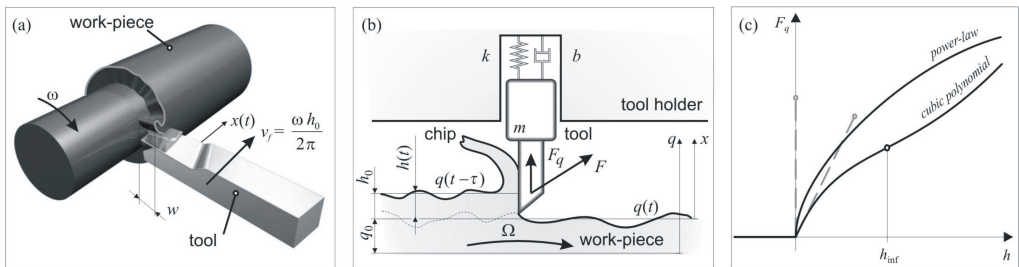 (a)
work-piece
ω
x(t)
v_f = ω h_0 / 2π
w
tool
(b)
k
b
tool holder
m
tool
chip
F_q
F
q
x
h_0
h(t)
q(t−τ)
q(t)
q_0
Ω
work-piece
(c)
F_q
power-law
cubic polynomial
h_inf
h